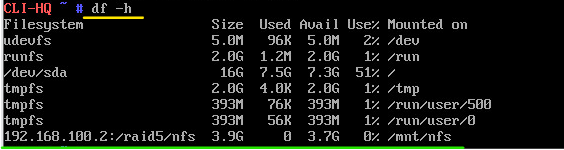 CLI-HQ ~ # df -h
Filesystem Size Used Avail Use% Mounted on
udevfs 5.0M 96K 5.0M 2% /dev
runfs 2.0G 1.2M 2.0G 1% /run
/dev/sda 16G 7.5G 7.3G 51% /
tmpfs 2.0G 4.0K 2.0G 1% /tmp
tmpfs 393M 76K 393M 1% /run/user/500
tmpfs 393M 56K 393M 1% /run/user/0
192.168.100.2:/raid5/nfs 3.9G 0 3.7G 0% /mnt/nfs